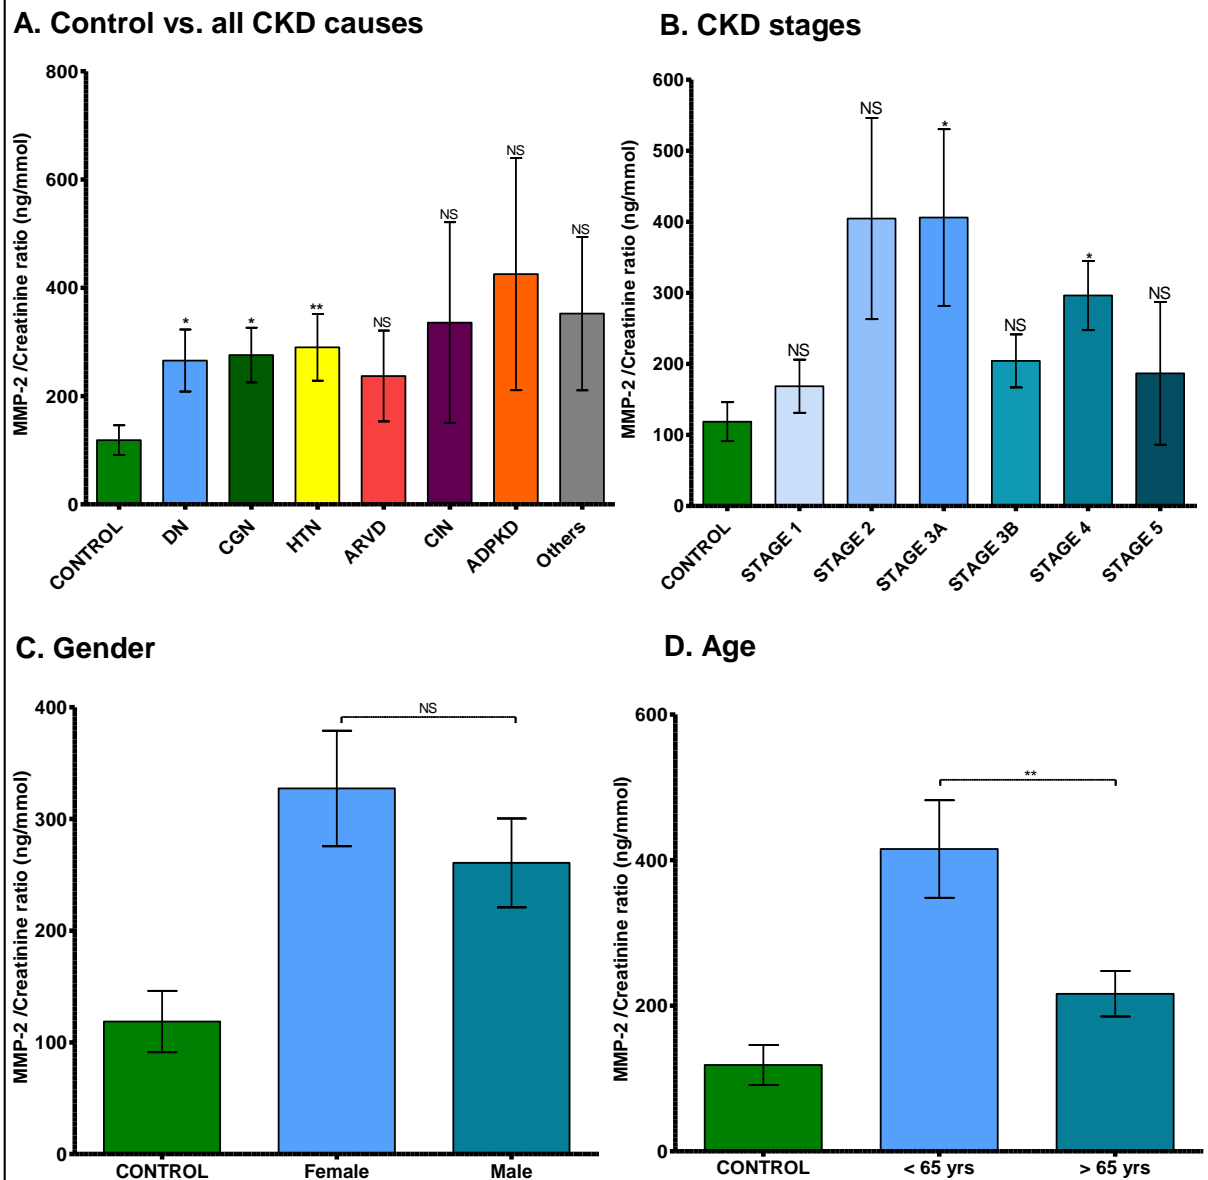 A. Control vs. all CKD causes
MMP-2 /Creatinine ratio (ng/mmol)
800
600
400
200
0
*
*
**
NS
NS
NS
NS
CONTROL
DN
CGN
HTN
ARVD
CIN
ADPKD
Others
B. CKD stages
MMP-2 /Creatinine ratio (ng/mmol)
600
500
400
300
200
100
0
NS
NS
*
NS
*
NS
CONTROL
STAGE 1
STAGE 2
STAGE 3A
STAGE 3B
STAGE 4
STAGE 5
C. Gender
MMP-2 /Creatinine ratio (ng/mmol)
400
300
200
100
0
NS
CONTROL
Female
Male
D. Age
MMP-2 /Creatinine ratio (ng/mmol)
600
400
200
0
**
CONTROL
< 65 yrs
> 65 yrs